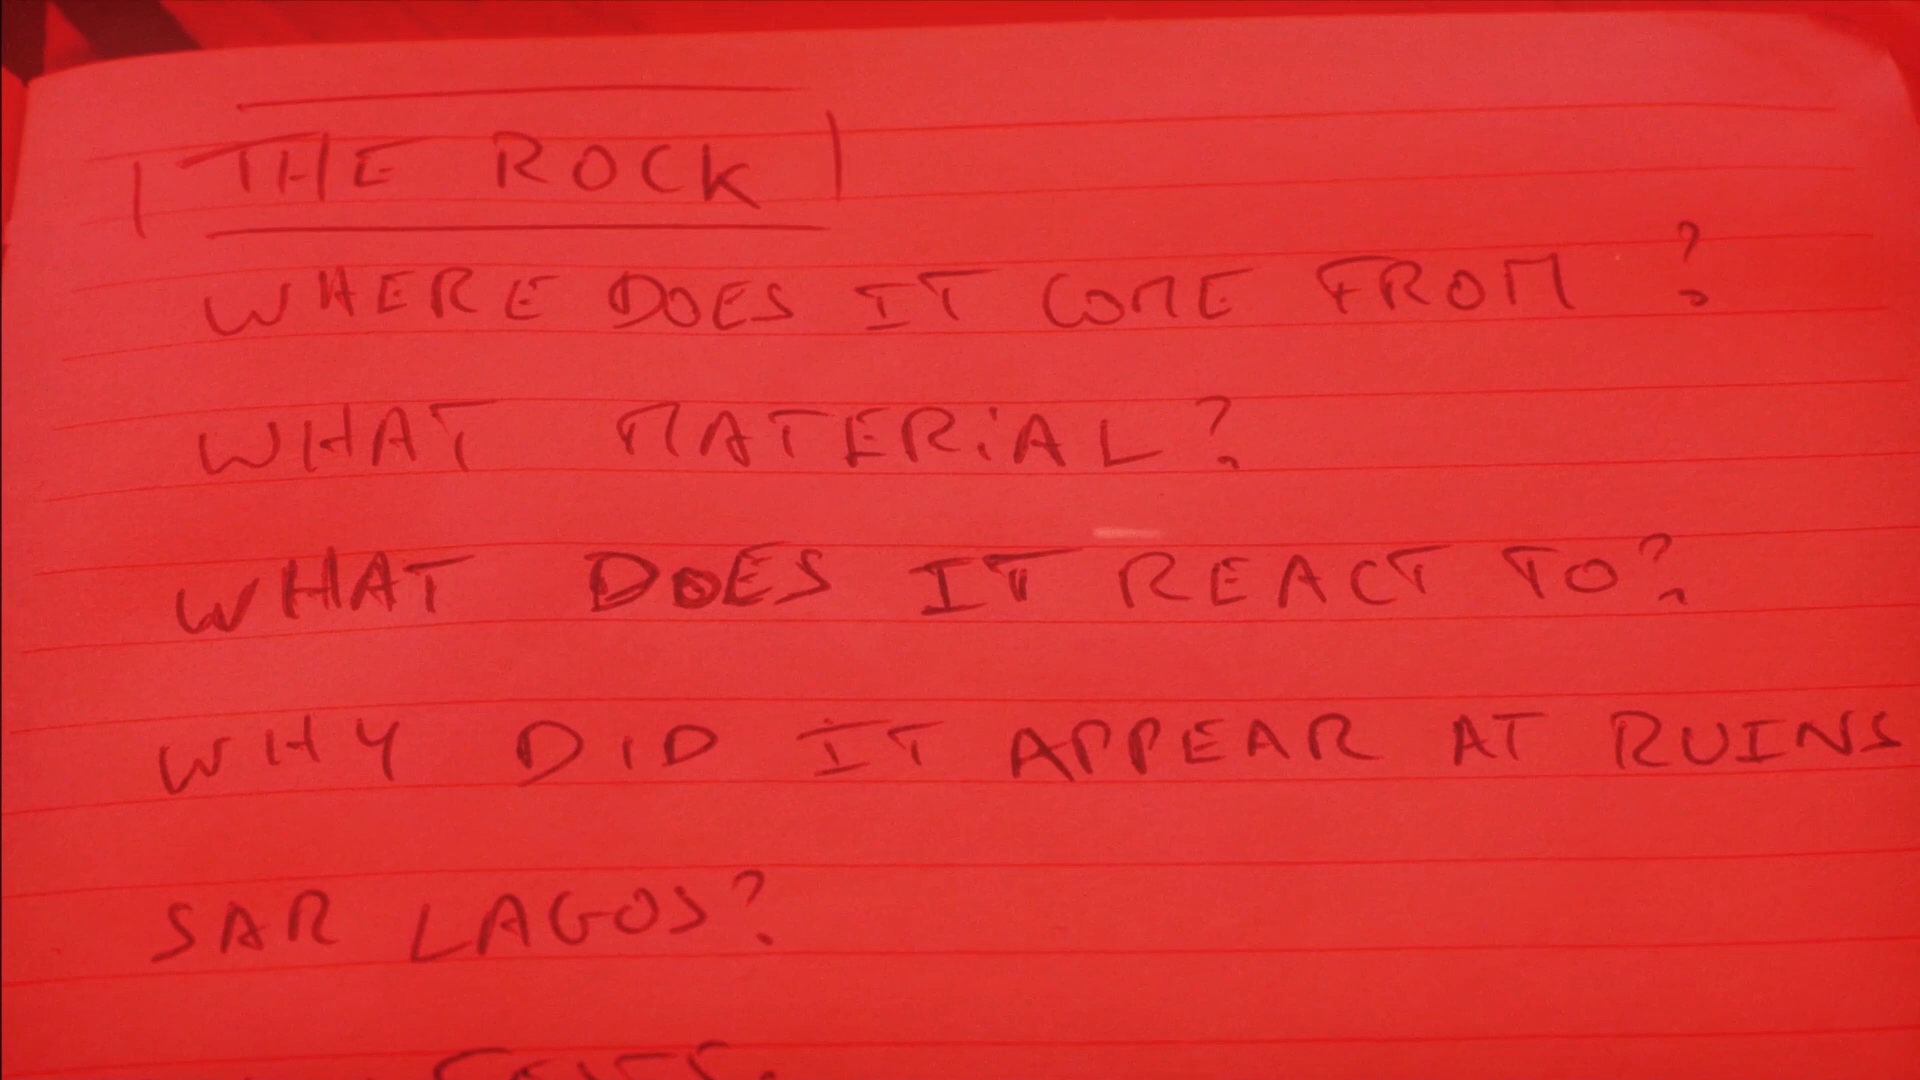 THE ROCK
WHERE DOES IT COME FROM?
WHAT MATERIAL?
WHAT DOES IT REACT TO?
WHY DID IT APPEAR AT RUINS
SAR LAGOS?